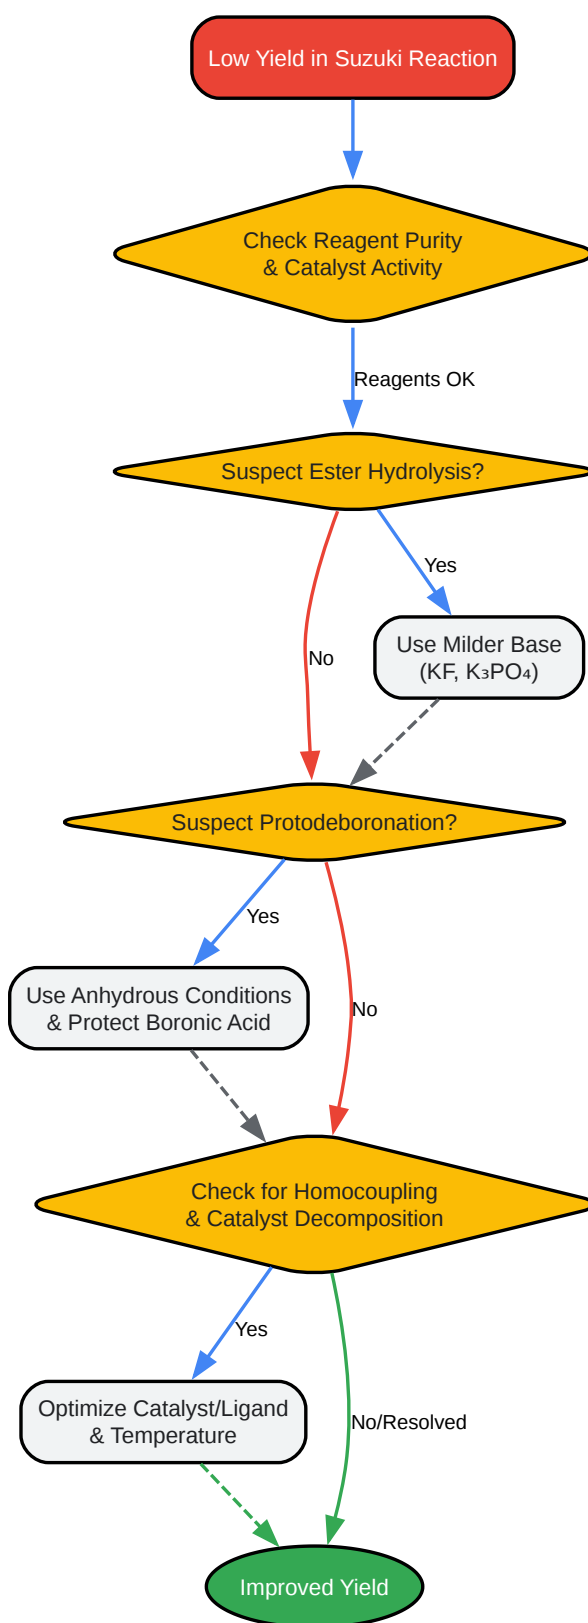 Low Yield in Suzuki Reaction
Check Reagent Purity
& Catalyst Activity
Reagents OK
Suspect Ester Hydrolysis?
Yes
Use Milder Base
(KF, K₃PO₄)
No
Suspect Protodeboronation?
Yes
Use Anhydrous Conditions
& Protect Boronic Acid
No
Check for Homocoupling
& Catalyst Decomposition
Yes
Optimize Catalyst/Ligand
& Temperature
No/Resolved
Improved Yield